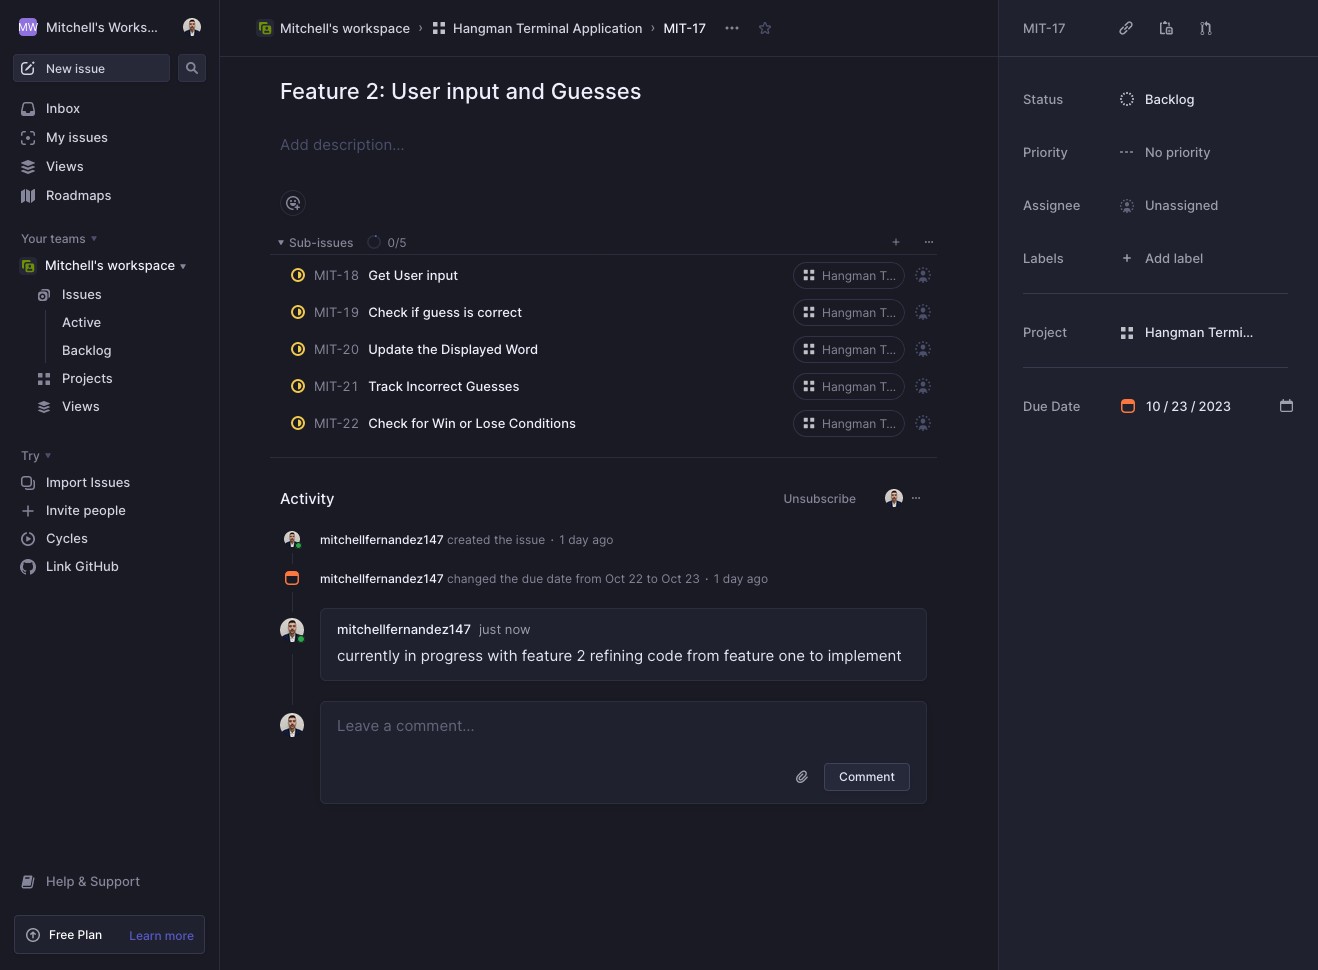 MW Mitchell's Works...
New issue
Inbox
My issues
Views
Roadmaps
Your teams
Mitchell's workspace
Issues
Active
Backlog
Projects
Views
Try
Import Issues
Invite people
Cycles
Link GitHub
Help & Support
Free Plan Learn more
Mitchell's workspace › Hangman Terminal Application › MIT-17
Feature 2: User input and Guesses
Add description...
Sub-issues 0/5
MIT-18 Get User input Hangman T...
MIT-19 Check if guess is correct Hangman T...
MIT-20 Update the Displayed Word Hangman T...
MIT-21 Track Incorrect Guesses Hangman T...
MIT-22 Check for Win or Lose Conditions Hangman T...
Activity Unsubscribe
mitchellfernandez147 created the issue · 1 day ago
mitchellfernandez147 changed the due date from Oct 22 to Oct 23 · 1 day ago
mitchellfernandez147 just now
currently in progress with feature 2 refining code from feature one to implement
Leave a comment...
Comment
MIT-17
Status Backlog
Priority No priority
Assignee Unassigned
Labels + Add label
Project Hangman Termi...
Due Date 10 / 23 / 2023